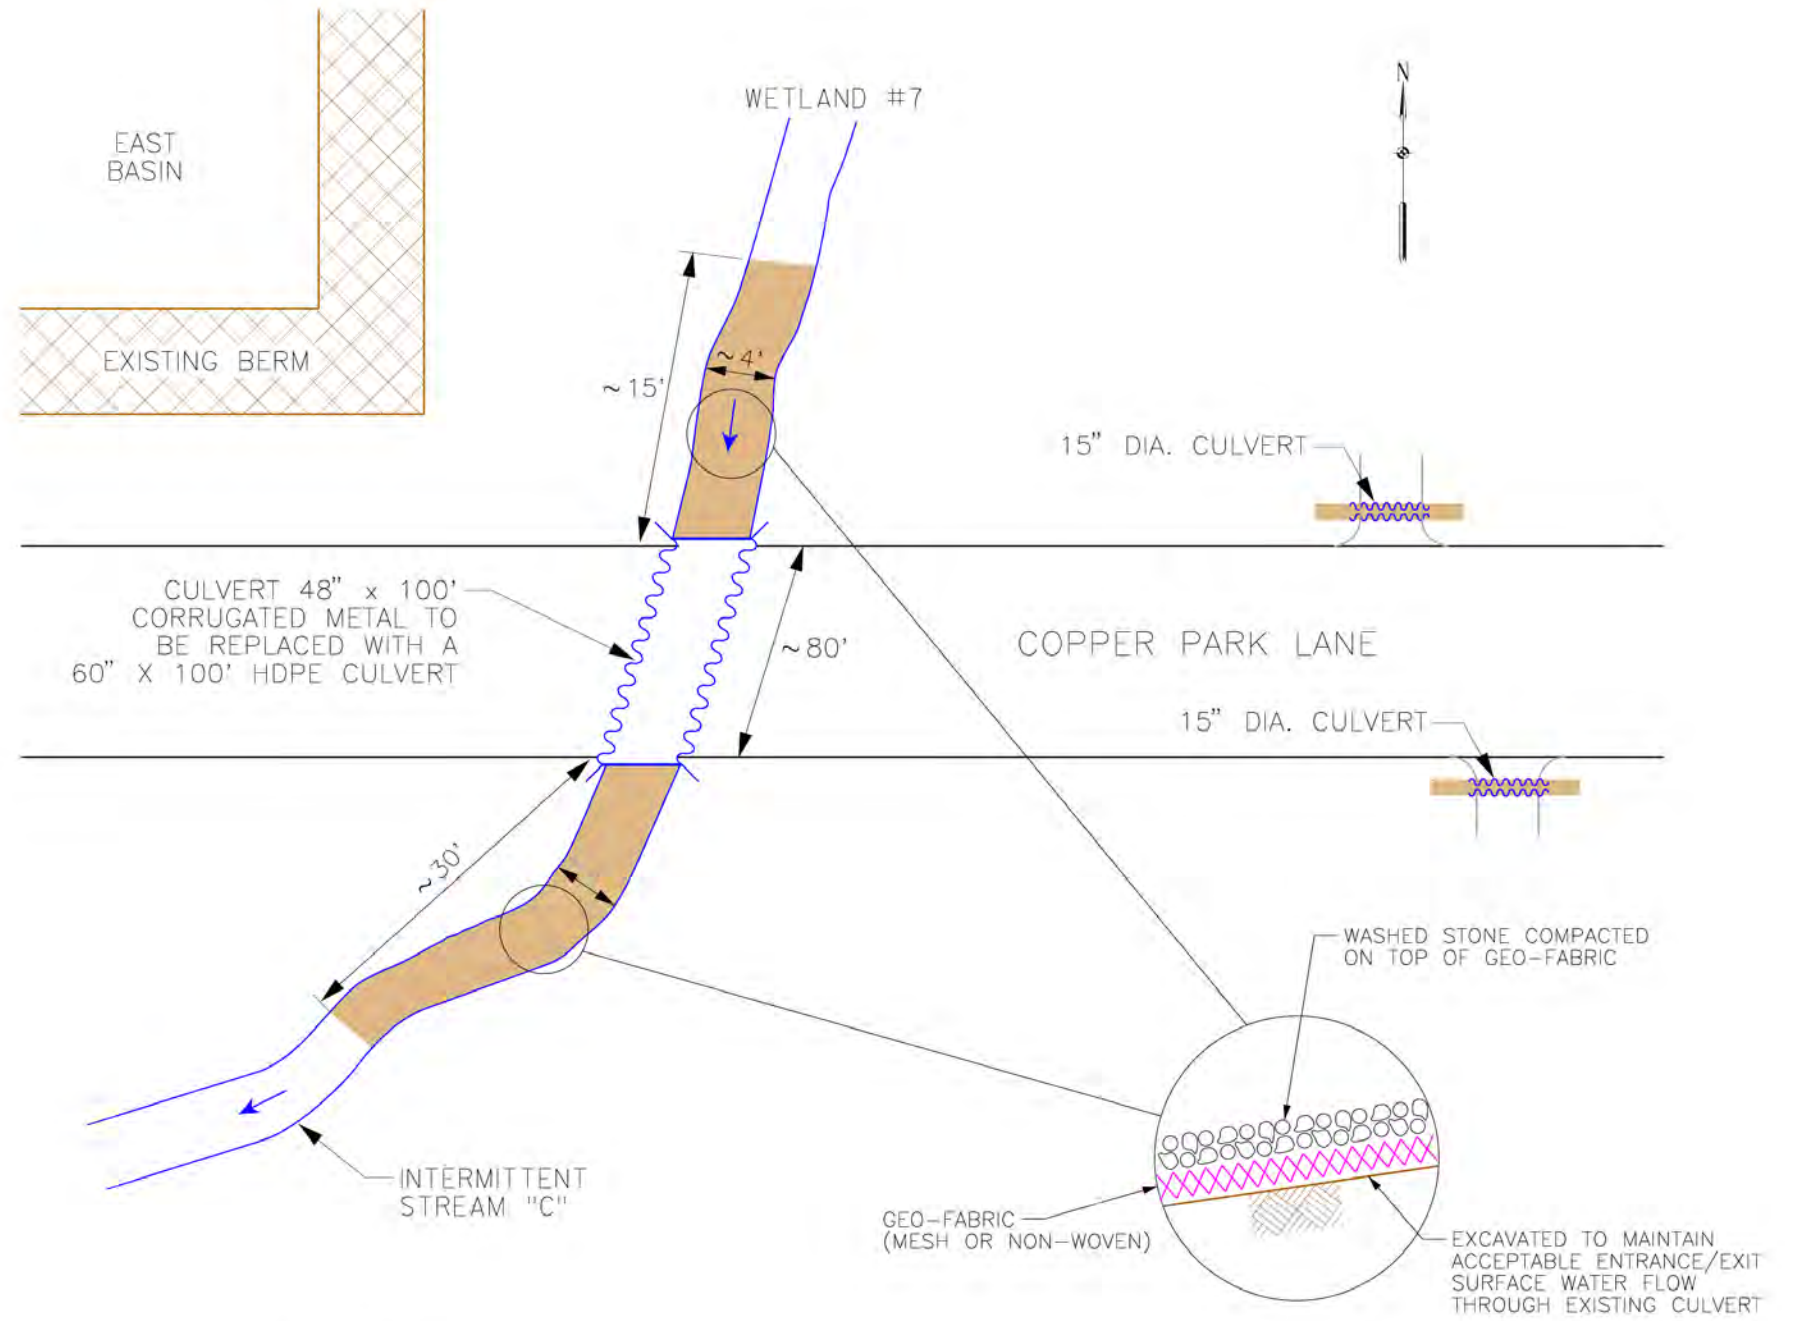 WETLAND #7
N
EAST
BASIN
EXISTING BERM
~ 4'
~ 15'
15" DIA. CULVERT
CULVERT 48" x 100'
CORRUGATED METAL TO
BE REPLACED WITH A
60" X 100' HDPE CULVERT
~ 80'
COPPER PARK LANE
15" DIA. CULVERT
~30'
WASHED STONE COMPACTED
ON TOP OF GEO-FABRIC
INTERMITTENT
STREAM "C"
GEO-FABRIC
(MESH OR NON-WOVEN)
EXCAVATED TO MAINTAIN
ACCEPTABLE ENTRANCE/EXIT
SURFACE WATER FLOW
THROUGH EXISTING CULVERT